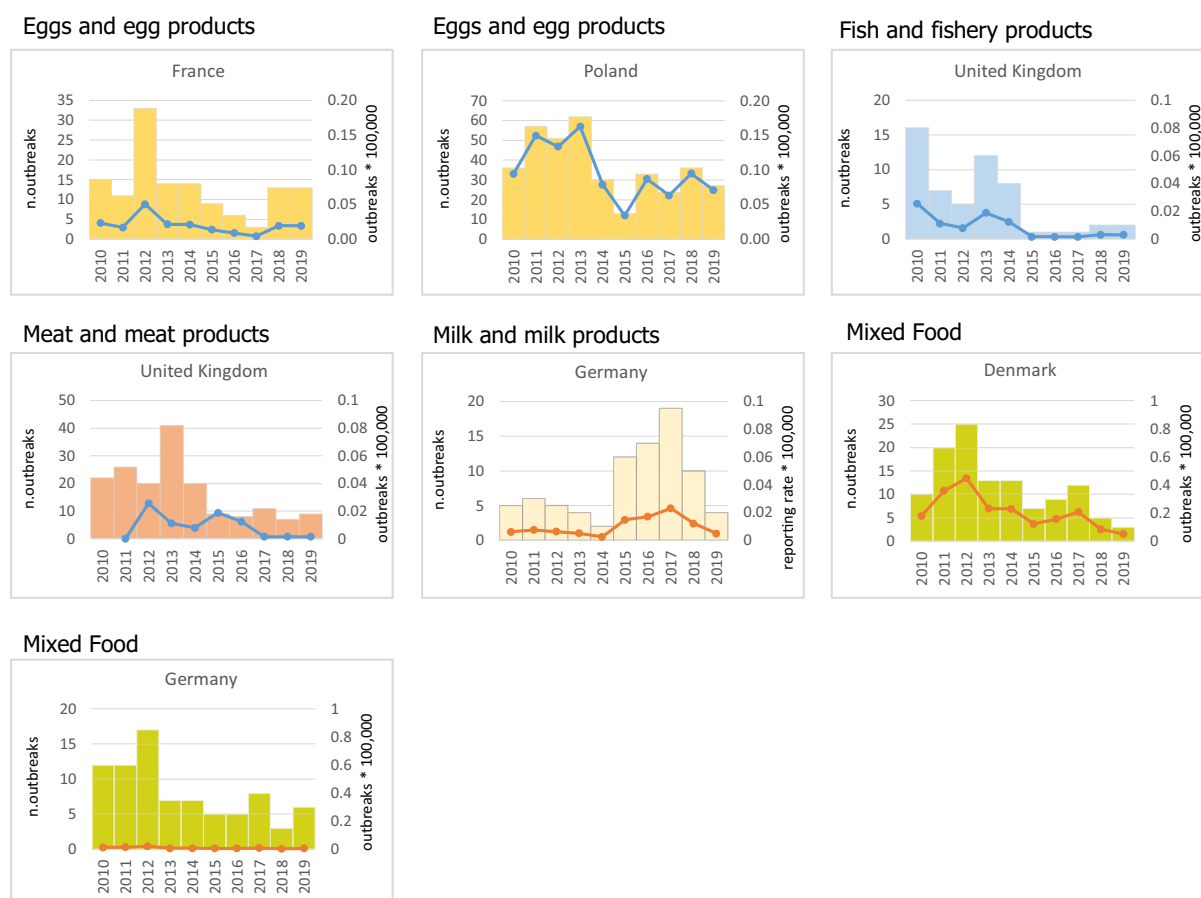 Eggs and egg products
France
n.outbreaks
35
30
25
20
15
10
5
0
0.20
0.15
0.10
0.05
0.00
outbreaks * 100,000
2010 2011 2012 2013 2014 2015 2016 2017 2018 2019
Eggs and egg products
Poland
n.outbreaks
70
60
50
40
30
20
10
0
0.20
0.15
0.10
0.05
0.00
outbreaks * 100,000
2010 2011 2012 2013 2014 2015 2016 2017 2018 2019
Fish and fishery products
United Kingdom
n.outbreaks
20
15
10
5
0
0.1
0.08
0.06
0.04
0.02
0
outbreaks * 100,000
2010 2011 2012 2013 2014 2015 2016 2017 2018 2019
Meat and meat products
United Kingdom
n.outbreaks
50
40
30
20
10
0
0.1
0.08
0.06
0.04
0.02
0
outbreaks * 100,000
2010 2011 2012 2013 2014 2015 2016 2017 2018 2019
Milk and milk products
Germany
n.outbreaks
20
15
10
5
0
0.1
0.08
0.06
0.04
0.02
0
reporting rate * 100,000
2010 2011 2012 2013 2014 2015 2016 2017 2018 2019
Mixed Food
Denmark
n.outbreaks
30
25
20
15
10
5
0
1
0.8
0.6
0.4
0.2
0
outbreaks * 100,000
2010 2011 2012 2013 2014 2015 2016 2017 2018 2019
Mixed Food
Germany
n.outbreaks
20
15
10
5
0
1
0.8
0.6
0.4
0.2
0
outbreaks * 100,000
2010 2011 2012 2013 2014 2015 2016 2017 2018 2019